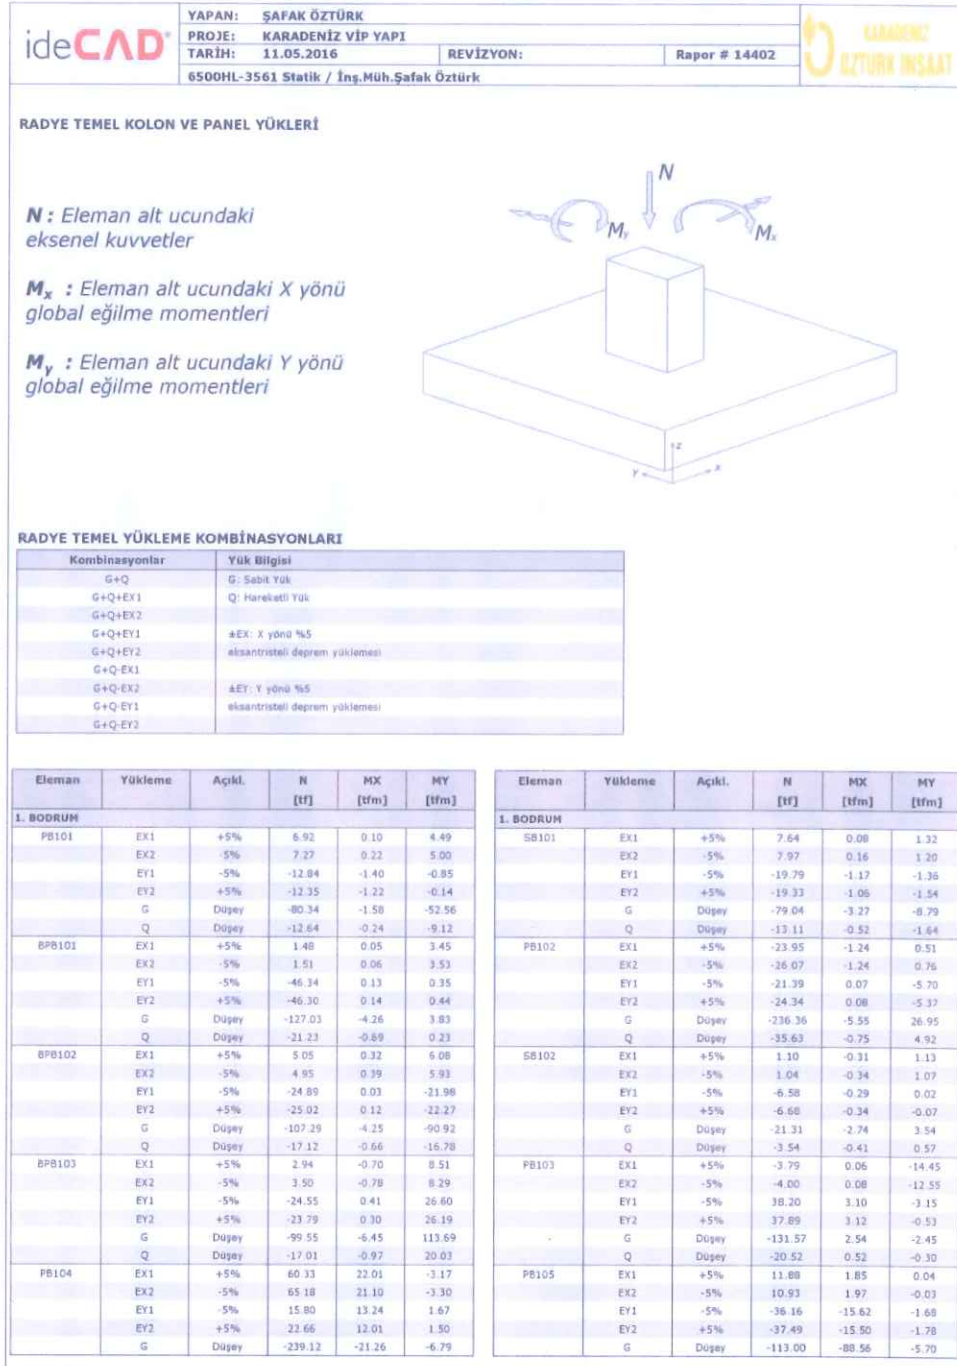 ideCAD
YAPAN: ŞAFAK ÖZTÜRK
PROJE: KARADENİZ VİP YAPI
TARİH: 11.05.2016 REVİZYON: Rapor # 14402
6500HL-3561 Statik / İnş.Müh.Şafak Öztürk
KARADENİZ
ÖZTÜRK İNŞAAT
RADYE TEMEL KOLON VE PANEL YÜKLERİ
N : Eleman alt ucundaki
eksenel kuvvetler
Mx : Eleman alt ucundaki X yönü
global eğilme momentleri
My : Eleman alt ucundaki Y yönü
global eğilme momentleri
N
My
Mx
Z
Y
X
RADYE TEMEL YÜKLEME KOMBİNASYONLARI
Kombinasyonlar Yük Bilgisi
G+Q G: Sabit Yük
G+Q+EX1 Q: Hareketli Yük
G+Q+EX2
G+Q+EY1 ±EX: X yönü %5
G+Q+EY2 eksantristeli deprem yüklemesi
G+Q-EX1
G+Q-EX2 ±EY: Y yönü %5
G+Q-EY1 eksantristeli deprem yüklemesi
G+Q-EY2
Eleman Yükleme Açıkl. N MX MY
[tf] [tfm] [tfm]
1. BODRUM
PB101 EX1 +5% 6.92 0.10 4.49
EX2 -5% 7.27 0.22 5.00
EY1 -5% -12.84 -1.40 -0.85
EY2 +5% -12.35 -1.22 -0.14
G Düşey -80.34 -1.58 -52.56
Q Düşey -12.64 -0.24 -9.12
BPB101 EX1 +5% 1.48 0.05 3.45
EX2 -5% 1.51 0.06 3.53
EY1 -5% -46.34 0.13 0.35
EY2 +5% -46.30 0.14 0.44
G Düşey -127.03 -4.26 3.83
Q Düşey -21.23 -0.69 0.23
BPB102 EX1 +5% 5.05 0.32 6.08
EX2 -5% 4.95 0.39 5.93
EY1 -5% -24.89 0.03 -21.98
EY2 +5% -25.02 0.12 -22.27
G Düşey -107.29 -4.25 -90.92
Q Düşey -17.12 -0.66 -16.78
BPB103 EX1 +5% 2.94 -0.70 8.51
EX2 -5% 3.50 -0.78 8.29
EY1 -5% -24.55 0.41 26.60
EY2 +5% -23.79 0.30 26.19
G Düşey -99.55 -6.45 113.69
Q Düşey -17.01 -0.97 20.03
PB104 EX1 +5% 60.33 22.01 -3.17
EX2 -5% 65.18 21.10 -3.30
EY1 -5% 15.80 13.24 1.67
EY2 +5% 22.66 12.01 1.50
G Düşey -239.12 -21.26 -6.79
Eleman Yükleme Açıkl. N MX MY
[tf] [tfm] [tfm]
1. BODRUM
SB101 EX1 +5% 7.64 0.08 1.32
EX2 -5% 7.97 0.16 1.20
EY1 -5% -19.79 -1.17 -1.36
EY2 +5% -19.33 -1.06 -1.54
G Düşey -79.04 -3.27 -8.79
Q Düşey -13.11 -0.52 -1.64
PB102 EX1 +5% -23.95 -1.24 0.51
EX2 -5% -26.07 -1.24 0.76
EY1 -5% -21.39 0.07 -5.70
EY2 +5% -24.34 0.08 -5.37
G Düşey -236.36 -5.55 26.95
Q Düşey -35.63 -0.75 4.92
SB102 EX1 +5% 1.10 -0.31 1.13
EX2 -5% 1.04 -0.34 1.07
EY1 -5% -6.58 -0.29 0.02
EY2 +5% -6.68 -0.34 -0.07
G Düşey -21.31 -2.74 3.54
Q Düşey -3.54 -0.41 0.57
PB103 EX1 +5% -3.79 0.06 -14.45
EX2 -5% -4.00 0.08 -12.55
EY1 -5% 38.20 3.10 -3.15
EY2 +5% 37.89 3.12 -0.53
G Düşey -131.57 2.54 -2.45
Q Düşey -20.52 0.52 -0.30
PB105 EX1 +5% 11.88 1.85 0.04
EX2 -5% 10.93 1.97 -0.03
EY1 -5% -36.16 -15.62 -1.68
EY2 +5% -37.49 -15.50 -1.78
G Düşey -113.00 -88.56 -5.70